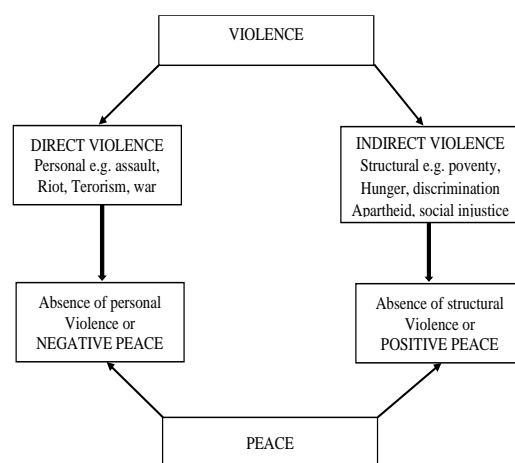 VIOLENCE
DIRECT VIOLENCE
Personal e.g. assault,
Riot, Terorism, war
INDIRECT VIOLENCE
Structural e.g. poverty,
Hunger, discrimination
Apartheid, social injustice
Absence of personal
Violence or
NEGATIVE PEACE
Absence of structural
Violence or
POSITIVE PEACE
PEACE